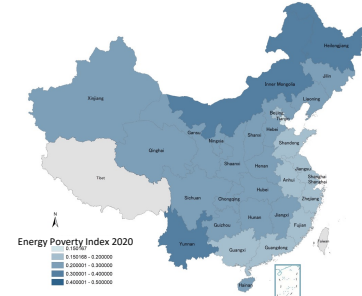 Heilongjiang
Jilin
Inner Mongolia
Liaoning
Xinjiang
Beijing
Tianjin
Hebei
Gansu
Ningxia
Shanxi
Shandong
Qinghai
Shaanxi
Henan
Jiangsu
Anhui
Shanghai
Shanghai
Tibet
Hubei
Sichuan
Chongqing
Zhejiang
Hunan
Jiangxi
Guizhou
Fujian
N
Yunnan
Guangxi
Guangdong
Taiwan
Hainan
Energy Poverty Index 2020
0.150167
0.150168 - 0.200000
0.200001 - 0.300000
0.300001 - 0.400000
0.400001 - 0.500000